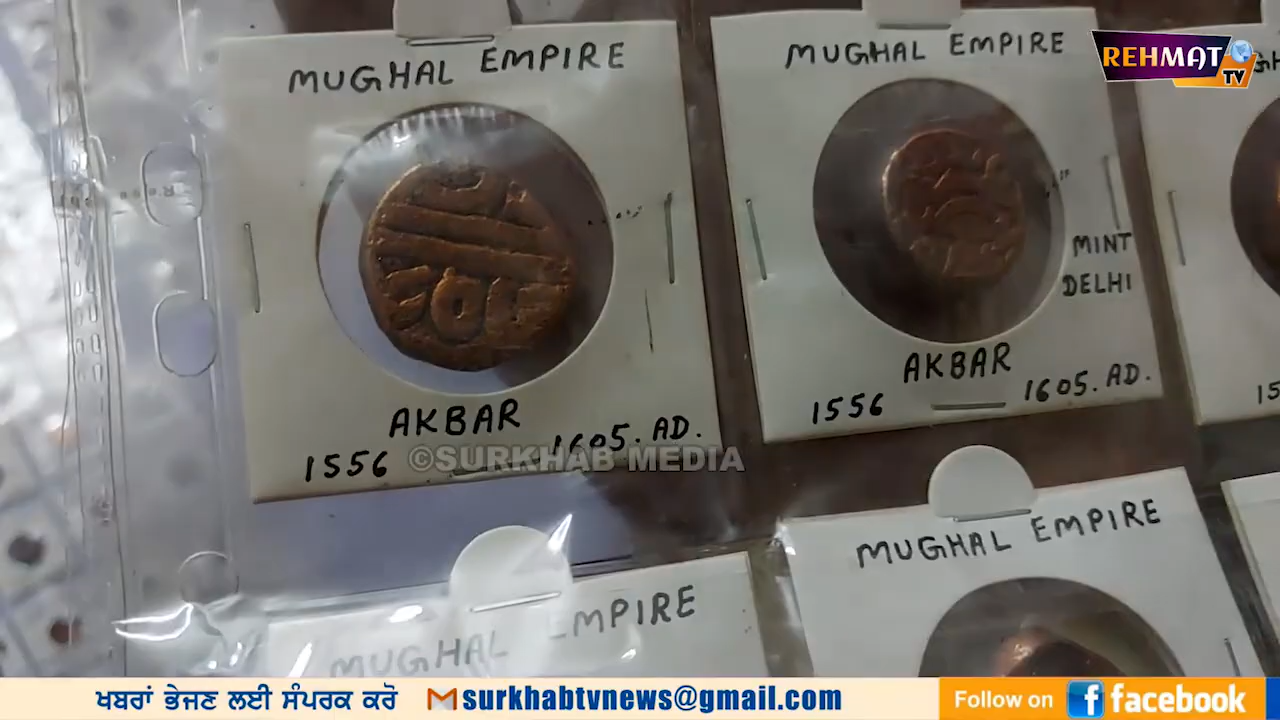 MUGHAL EMPIRE
AKBAR
1556 1605. AD.
MUGHAL EMPIRE
MINT
DELHI
AKBAR
1556 1605. AD.
REHMAT
TV
©SURKHAB MEDIA
MUGHAL EMPIRE
MUGHAL EMPIRE
15
ਖਬਰਾਂ ਭੇਜਣ ਲਈ ਸੰਪਰਕ ਕਰੋ surkhabtvnews@gmail.com Follow on facebook